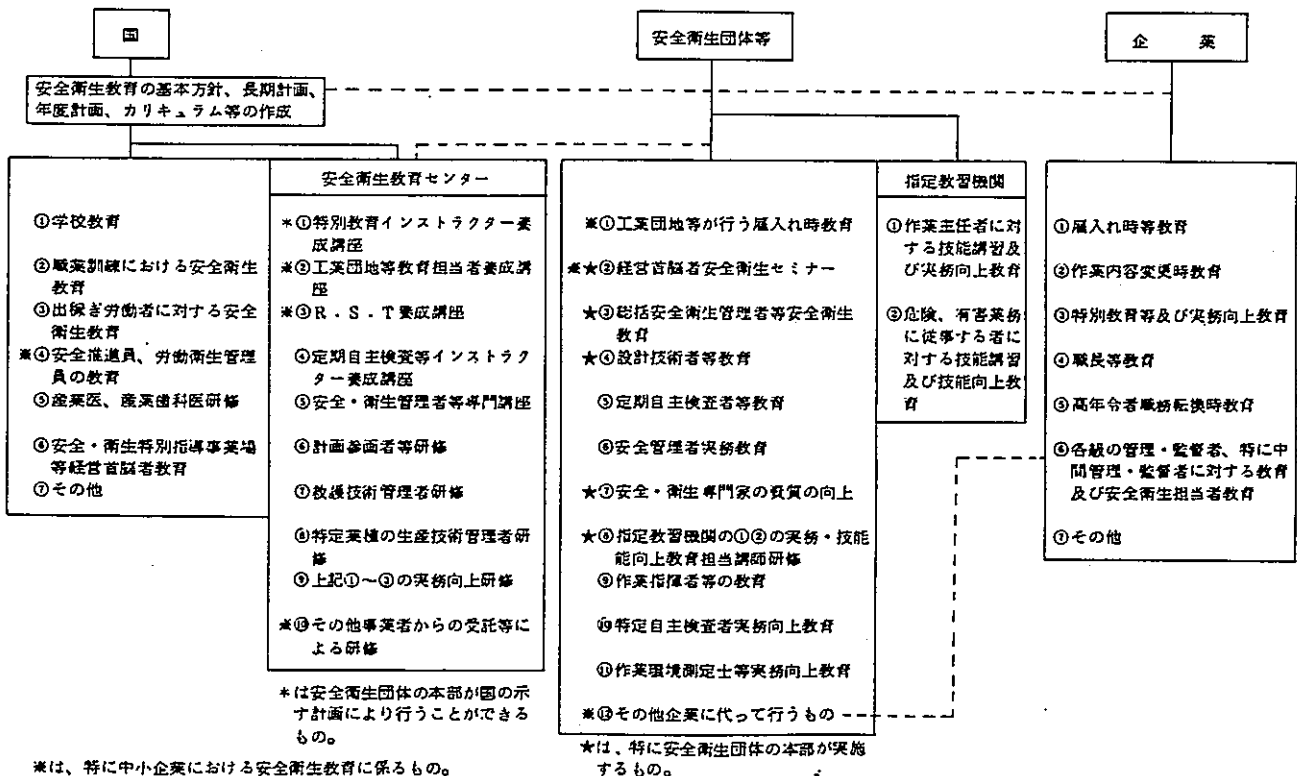 国
安全衛生団体等
企業
安全衛生教育の基本方針、長期計画、
年度計画、カリキュラム等の作成
①学校教育
②職業訓練における安全衛生
教育
③出稼ぎ労働者に対する安全
衛生教育
※④安全推進員、労働衛生管理
員の教育
⑤産業医、産業歯科医研修
⑥安全・衛生特別指導事業場
等経営首脳者教育
⑦その他
安全衛生教育センター
*①特別教育インストラクター養
成講座
※②工業団地等教育担当者養成講
座
※③R.S.T養成講座
④定期自主検査等インストラク
ター養成講座
⑤安全・衛生管理者等専門講座
⑥計画参画者等研修
⑦救護技術管理者研修
⑧特定業種の生産技術管理者研
修
⑨上記①~③の実務向上研修
※⑩その他事業者からの受託等に
よる研修
*は安全衛生団体の本部が国の示
す計画により行うことができる
もの。
※は、特に中小企業における安全衛生教育に係るもの。
※①工業団地等が行う雇入れ時教育
※★②経営首脳者安全衛生セミナー
★③総括安全衛生管理者等安全衛生
教育
★④設計技術者等教育
⑤定期自主検査者等教育
⑥安全管理者実務教育
★⑦安全・衛生専門家の資質の向上
★⑧指定教習機関の①②の実務・技能
能向上教育担当講師研修
⑨作業指揮者等の教育
⑩特定自主検査者実務向上教育
⑪作業環境測定士等実務向上教育
※⑫その他企業に代って行うもの
★は、特に安全衛生団体の本部が実施
するもの。
指定教習機関
①作業主任者に対
する技能講習及
び実務向上教育
②危険、有害業務
に従事する者に
対する技能講習
及び技能向上教
育
①雇入れ時等教育
②作業内容変更時教育
③特別教育等及び実務向上教育
④職長等教育
⑤高年令者職務転換時教育
⑥各級の管理・監督者、特に中
間管理・監督者に対する教育
及び安全衛生担当者教育
⑦その他